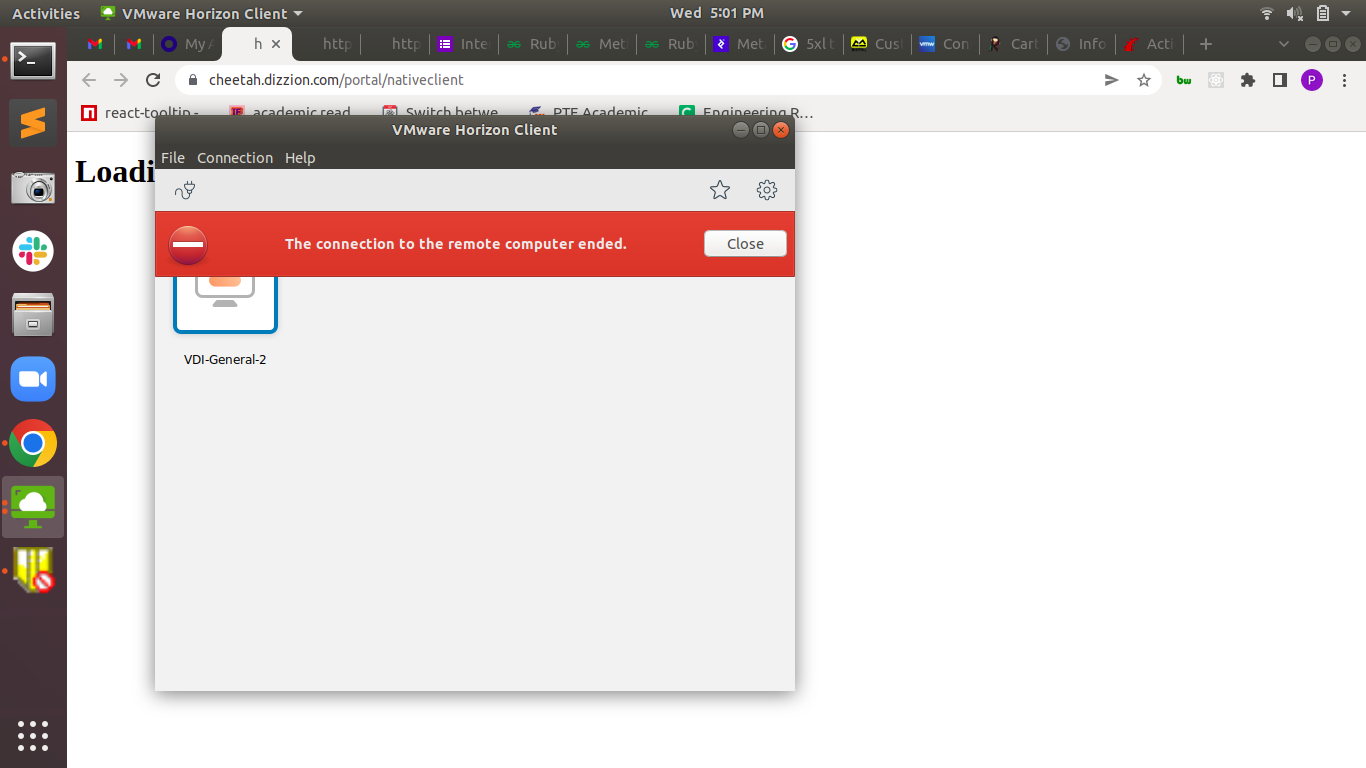 Activities VMware Horizon Client Wed 5:01 PM
My A h http http Inte Rub Met Rub Met 5xl t Cust Con Cart Info Acti
cheetah.dizzion.com/portal/nativeclient bw P
react-tooltip - academic read Switch betwe PTE Academic Engineering R...
VMware Horizon Client
File Connection Help
Loadi
The connection to the remote computer ended. Close
VDI-General-2